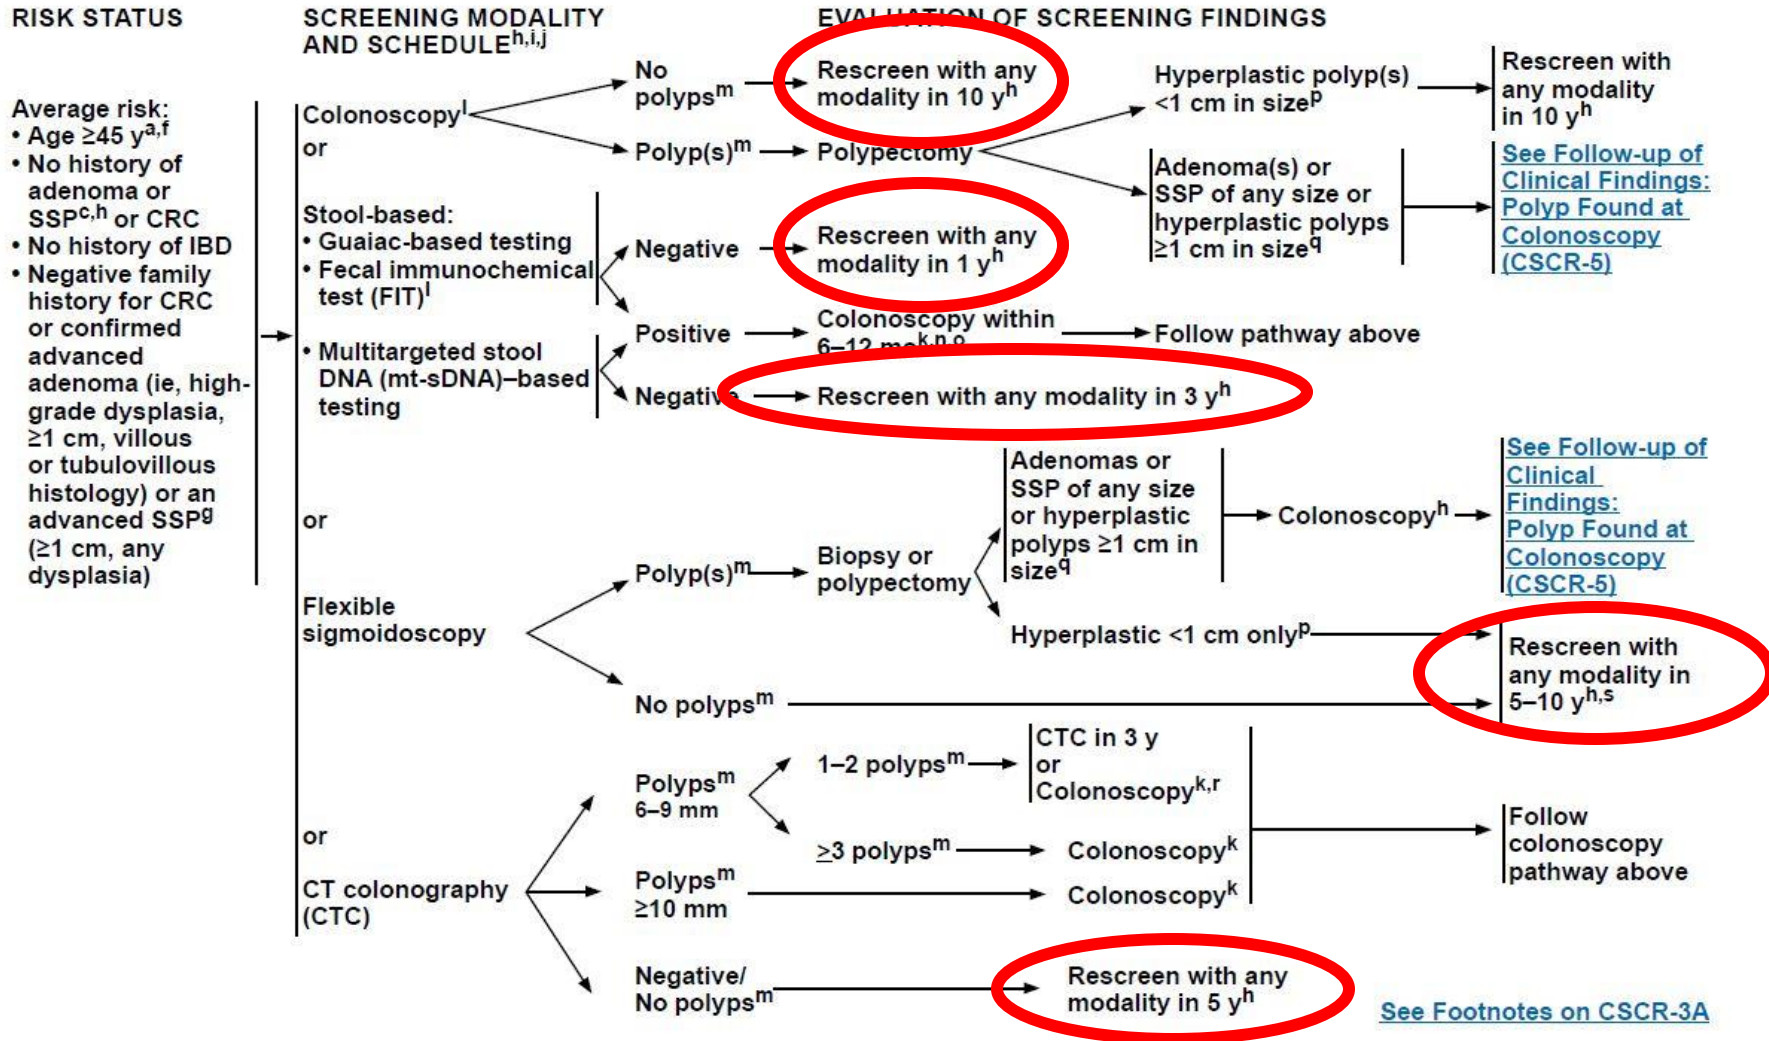 RISK STATUS
SCREENING MODALITY
AND SCHEDULEh,i,j
EVALUATION OF SCREENING FINDINGS
Average risk:
• Age ≥45 ya,f
• No history of
adenoma or
SSPc,h or CRC
• No history of IBD
• Negative family
history for CRC
or confirmed
advanced
adenoma (ie, high-
grade dysplasia,
≥1 cm, villous
or tubulovillous
histology) or an
advanced SSPg
(≥1 cm, any
dysplasia)
Colonoscopyl
or
No
polypsm
Rescreen with any
modality in 10 yh
Polyp(s)m
Polypectomy
Hyperplastic polyp(s)
<1 cm in sizep
Rescreen with
any modality
in 10 yh
Adenoma(s) or
SSP of any size or
hyperplastic polyps
≥1 cm in sizeq
See Follow-up of
Clinical Findings:
Polyp Found at
Colonoscopy
(CSCR-5)
Stool-based:
• Guaiac-based testing
• Fecal immunochemical
test (FIT)l
• Multitargeted stool
DNA (mt-sDNA)–based
testing
Negative
Rescreen with any
modality in 1 yh
Positive
Colonoscopy within
6–12 mok,n,o
Follow pathway above
Negative
Rescreen with any modality in 3 yh
or
Flexible
sigmoidoscopy
Polyp(s)m
Biopsy or
polypectomy
Adenomas or
SSP of any size
or hyperplastic
polyps ≥1 cm in
sizeq
Colonoscopyh
See Follow-up of
Clinical
Findings:
Polyp Found at
Colonoscopy
(CSCR-5)
Hyperplastic <1 cm only p
No polypsm
Rescreen with
any modality in
5–10 yh,s
or
CT colonography
(CTC)
Polypsm
6–9 mm
1–2 polypsm
CTC in 3 y
or
Colonoscopyk,r
≥3 polypsm
Colonoscopyk
Polypsm
≥10 mm
Colonoscopyk
Follow
colonoscopy
pathway above
Negative/
No polypsm
Rescreen with any
modality in 5 yh
See Footnotes on CSCR-3A